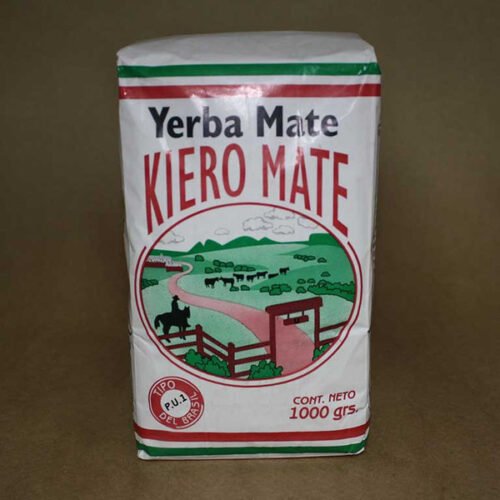 Yerba Mate
KIERO MATE
TIPO
P.U.1
DEL BRASIL
CONT. NETO
1000 grs.